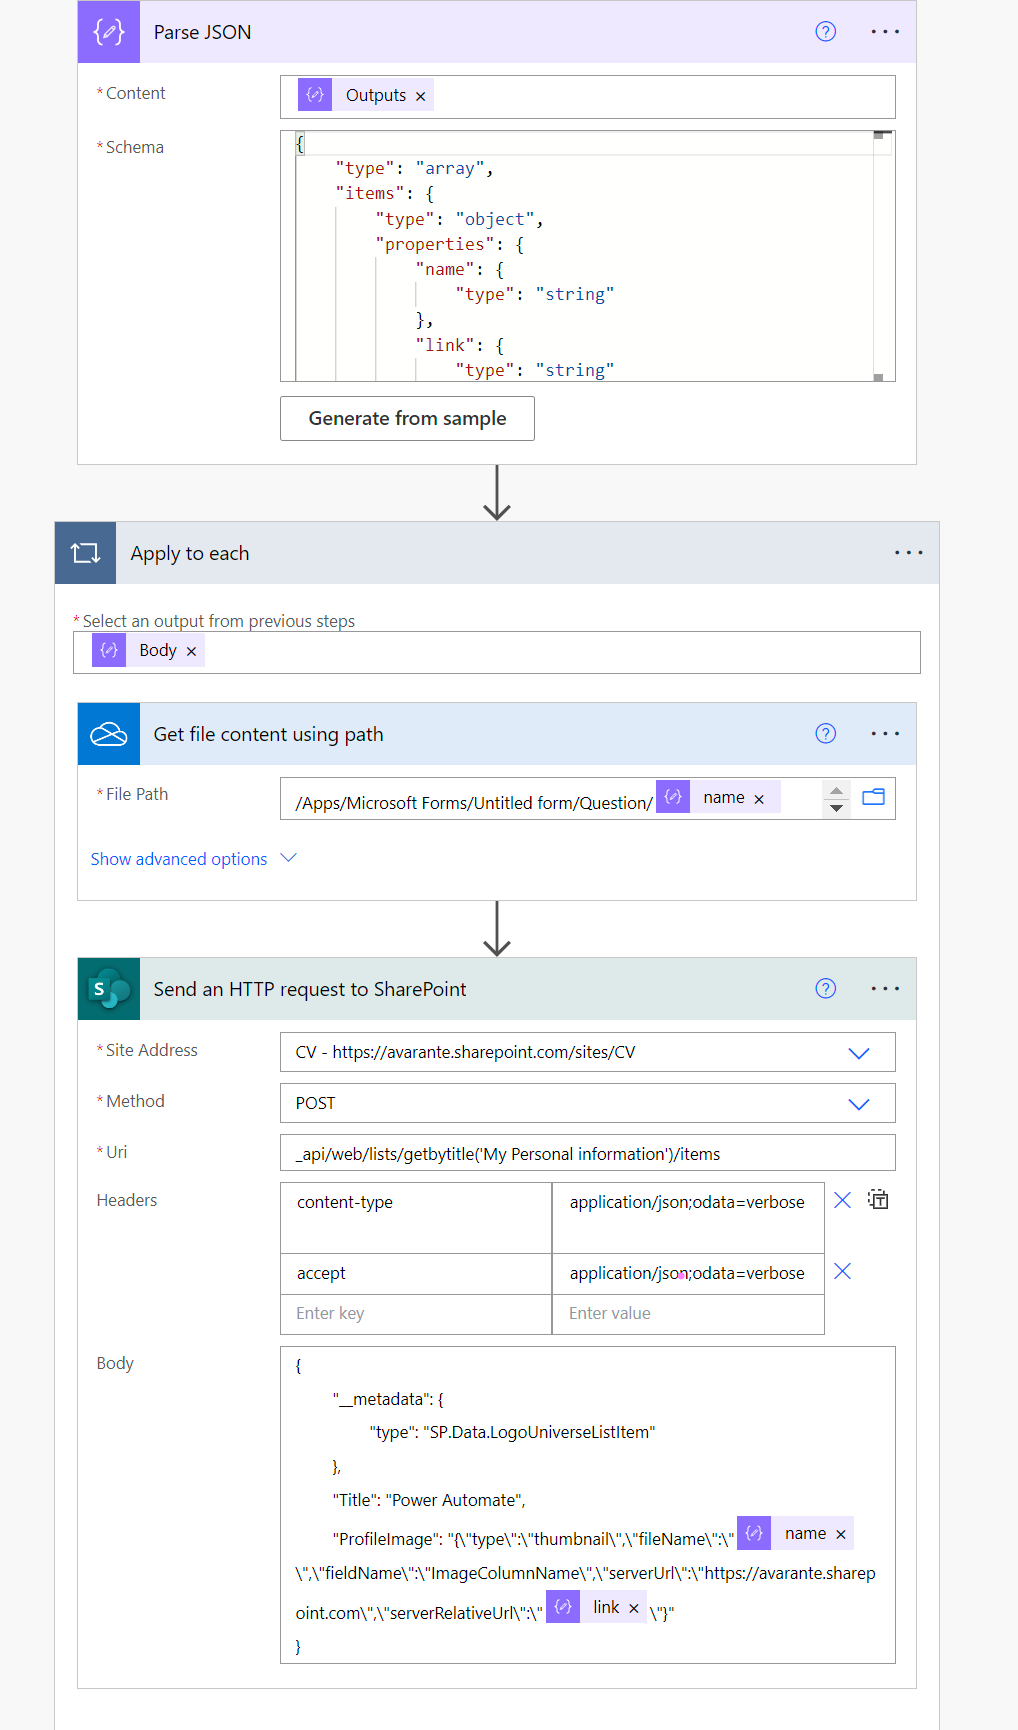 Parse JSON
* Content
Outputs ×
* Schema
{
"type": "array",
"items": {
"type": "object",
"properties": {
"name": {
"type": "string"
},
"link": {
"type": "string"
Generate from sample
Apply to each
* Select an output from previous steps
Body ×
Get file content using path
* File Path
/Apps/Microsoft Forms/Untitled form/Question/ name ×
Show advanced options
S
Send an HTTP request to SharePoint
* Site Address
CV - https://avarante.sharepoint.com/sites/CV
* Method
POST
* Uri
_api/web/lists/getbytitle('My Personal information')/items
Headers
content-type application/json;odata=verbose
accept application/json;odata=verbose
Enter key Enter value
Body
{
"__metadata": {
"type": "SP.Data.LogoUniverseListItem"
},
"Title": "Power Automate",
"ProfileImage": "{\"type\":\"thumbnail\",\"fileName\":\" name ×
\",\"fieldName\":\"ImageColumnName\",\"serverUrl\":\"https://avarante.sharep
oint.com\",\"serverRelativeUrl\":\" link × \"}"
}